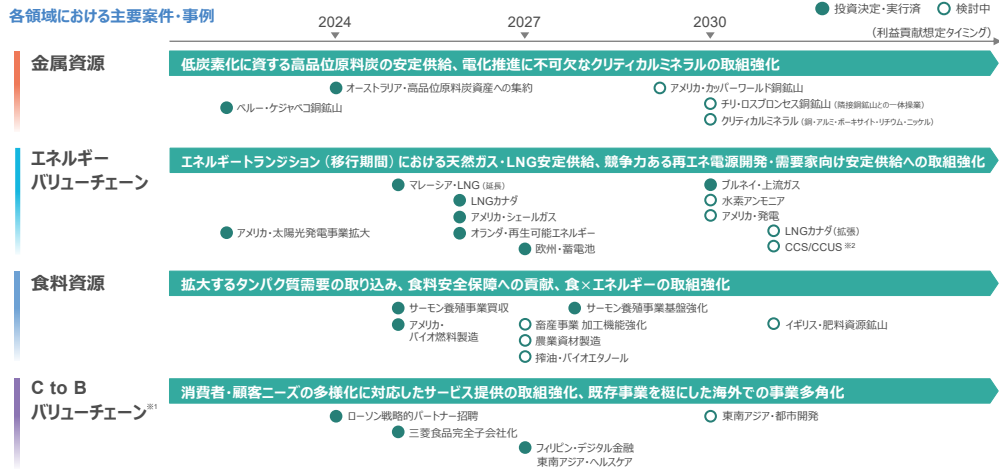 各領域における主要案件・事例
2024
2027
2030
● 投資決定・実行済 ○ 検討中
(利益貢献想定タイミング)
金属資源
低炭素化に資する高品位原料炭の安定供給、電化推進に不可欠なクリティカルミネラルの取組強化
オーストラリア・高品位原料炭資産への集約
アメリカ・カッパーワールド銅鉱山
ペルー・ケジャベコ銅鉱山
チリ・ロスブロンセス銅鉱山 (隣接銅鉱山との一体操業)
クリティカルミネラル (銅・アルミ・ボーキサイト・リチウム・ニッケル)
エネルギー
バリューチェーン
エネルギートランジション (移行期間) における天然ガス・LNG安定供給、競争力ある再エネ電源開発・需要家向け安定供給への取組強化
マレーシア・LNG (延長)
ブルネイ・上流ガス
LNGカナダ
水素アンモニア
アメリカ・シェールガス
アメリカ・発電
アメリカ・太陽光発電事業拡大
オランダ・再生可能エネルギー
LNGカナダ(拡張)
欧州・蓄電池
CCS/CCUS ※2
食料資源
拡大するタンパク質需要の取り込み、食料安全保障への貢献、食×エネルギーの取組強化
サーモン養殖事業買収
サーモン養殖事業基盤強化
アメリカ・
バイオ燃料製造
畜産事業 加工機能強化
イギリス・肥料資源鉱山
農業資材製造
搾油・バイオエタノール
C to B
バリューチェーン※1
消費者・顧客ニーズの多様化に対応したサービス提供の取組強化、既存事業を梃にした海外での事業多角化
ローソン戦略的パートナー招聘
東南アジア・都市開発
三菱食品完全子会社化
フィリピン・デジタル金融
東南アジア・ヘルスケア